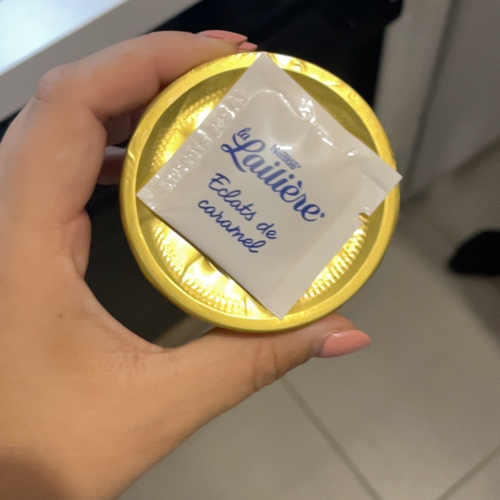 Nestlé
la
Laitière
Eclats de
caramel